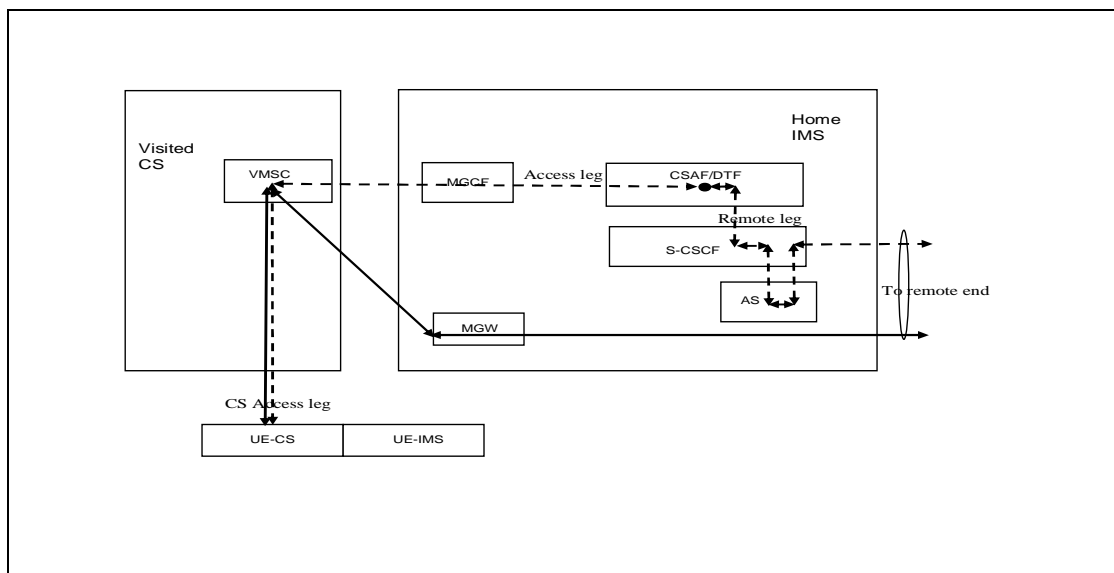 Home
IMS
Visited
CS
VMSC
MGCF
Access leg
CSAF/DTF
Remote leg
S-CSCF
To remote end
AS
MGW
CS Access leg
UE-CS
UE-IMS